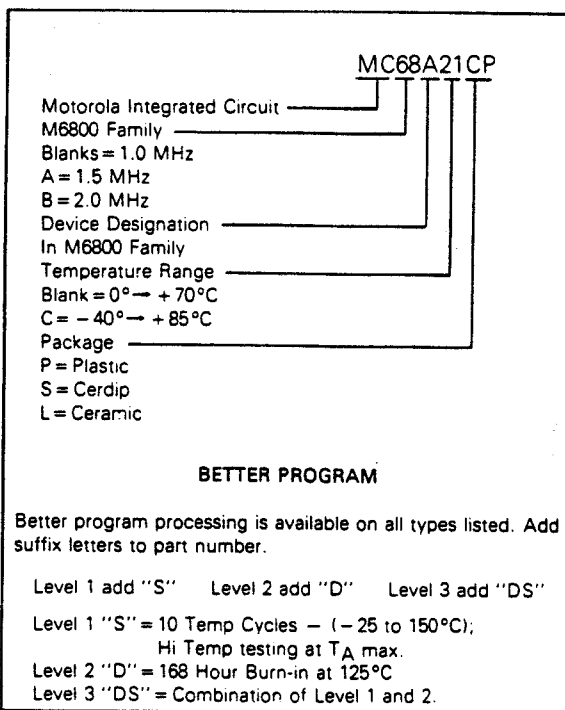 MC68A21CP
Motorola Integrated Circuit
M6800 Family
Blanks = 1.0 MHz
A = 1.5 MHz
B = 2.0 MHz
Device Designation
In M6800 Family
Temperature Range
Blank = 0° → + 70°C
C = − 40° → + 85°C
Package
P = Plastic
S = Cerdip
L = Ceramic
BETTER PROGRAM
Better program processing is available on all types listed. Add
suffix letters to part number.
Level 1 add ''S'' Level 2 add ''D'' Level 3 add ''DS''
Level 1 ''S'' = 10 Temp Cycles − (− 25 to 150°C);
Hi Temp testing at TA max.
Level 2 ''D'' = 168 Hour Burn-in at 125°C
Level 3 ''DS'' = Combination of Level 1 and 2.